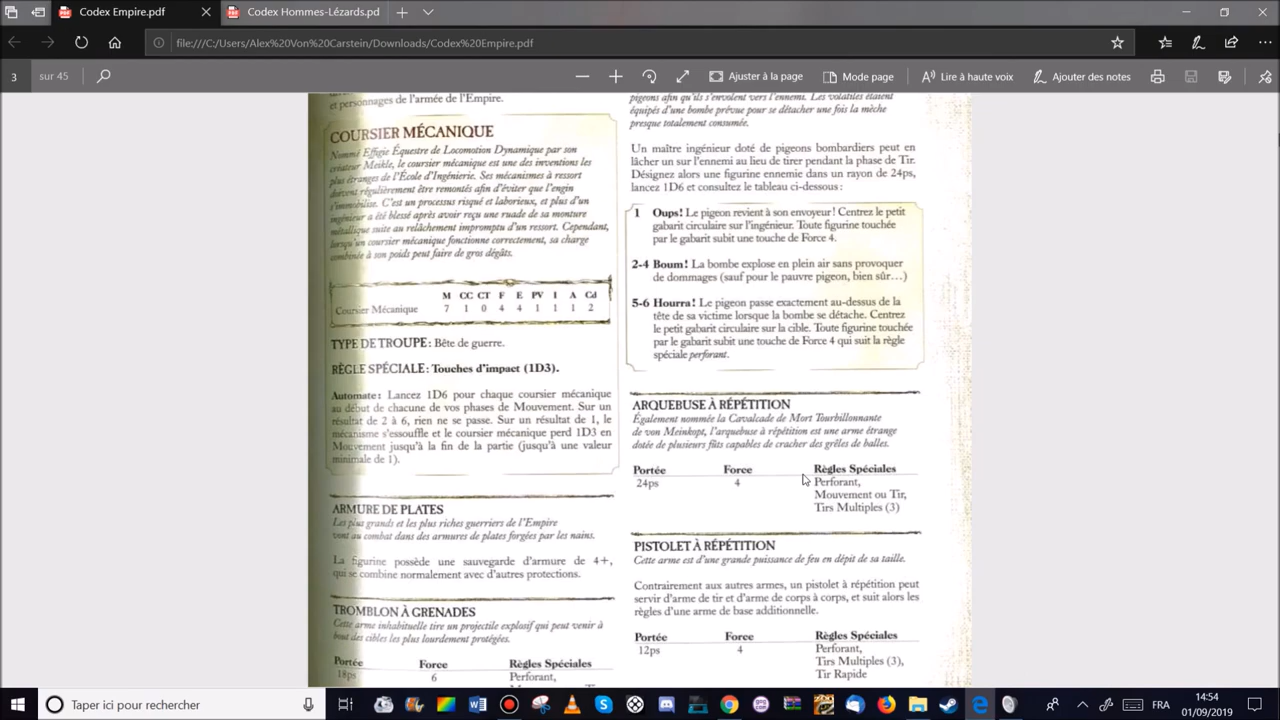 Codex Empire.pdf
Codex Hommes-Lézards.pd
file:///C:/Users/Alex%20Von%20Carstein/Downloads/Codex%20Empire.pdf
3 sur 45
Ajuster à la page
Mode page
Lire à haute voix
Ajouter des notes
et personnages de l'armée de l'Empire.
COURSIER MÉCANIQUE
Nommé Effigie Équestre de Locomotion Dynamique par son
créateur Meikle, le coursier mécanique est une des inventions les
plus étranges de l'École d'Ingénierie. Ses mécanismes à ressort
doivent régulièrement être remontés afin d'éviter que l'engin
s'immobilise. C'est un processus risqué et laborieux, et plus d'un
ingénieur a été blessé après avoir reçu une ruade de sa monture
métallique suite au relâchement impromptu d'un ressort. Cependant,
lorsqu'un coursier mécanique fonctionne correctement, sa charge
combinée à son poids peut faire de gros dégâts.
M CC CT F E PV I A Cd
Coursier Mécanique 7 1 0 4 4 1 1 1 2
TYPE DE TROUPE: Bête de guerre.
RÈGLE SPÉCIALE: Touches d'impact (1D3).
Automate: Lancez 1D6 pour chaque coursier mécanique
au début de chacune de vos phases de Mouvement. Sur un
résultat de 2 à 6, rien ne se passe. Sur un résultat de 1, le
mécanisme s'essouffle et le coursier mécanique perd 1D3 en
Mouvement jusqu'à la fin de la partie (jusqu'à une valeur
minimale de 1).
ARMURE DE PLATES
Les plus grands et les plus riches guerriers de l'Empire
vont au combat dans des armures de plates forgées par les nains.
La figurine possède une sauvegarde d'armure de 4+,
qui se combine normalement avec d'autres protections.
TROMBLON À GRENADES
Cette arme inhabituelle tire un projectile explosif qui peut venir à
bout des cibles les plus lourdement protégées.
Portée Force Règles Spéciales
18ps 6 Perforant,
pigeons afin qu'ils s'envolent vers l'ennemi. Les volatiles étaient
équipés d'une bombe prévue pour se détacher une fois la mèche
presque totalement consumée.
Un maître ingénieur doté de pigeons bombardiers peut en
lâcher un sur l'ennemi au lieu de tirer pendant la phase de Tir.
Désignez alors une figurine ennemie dans un rayon de 24ps,
lancez 1D6 et consultez le tableau ci-dessous:
1 Oups! Le pigeon revient à son envoyeur! Centrez le petit
gabarit circulaire sur l'ingénieur. Toute figurine touchée
par le gabarit subit une touche de Force 4.
2-4 Boum! La bombe explose en plein air sans provoquer
de dommages (sauf pour le pauvre pigeon, bien sûr...)
5-6 Hourra! Le pigeon passe exactement au-dessus de la
tête de sa victime lorsque la bombe se détache. Centrez
le petit gabarit circulaire sur la cible. Toute figurine touchée
par le gabarit subit une touche de Force 4 qui suit la règle
spéciale perforant.
ARQUEBUSE À RÉPÉTITION
Également nommée la Cavalcade de Mort Tourbillonnante
de von Meinkopt, l'arquebuse à répétition est une arme étrange
dotée de plusieurs fûts capables de cracher des grêles de balles.
Portée Force Règles Spéciales
24ps 4 Perforant,
Mouvement ou Tir,
Tirs Multiples (3)
PISTOLET À RÉPÉTITION
Cette arme est d'une grande puissance de feu en dépit de sa taille.
Contrairement aux autres armes, un pistolet à répétition peut
servir d'arme de tir et d'arme de corps à corps, et suit alors les
règles d'une arme de base additionnelle.
Portée Force Règles Spéciales
12ps 4 Perforant,
Tirs Multiples (3),
Tir Rapide
Taper ici pour rechercher
FRA
14:54
01/09/2019